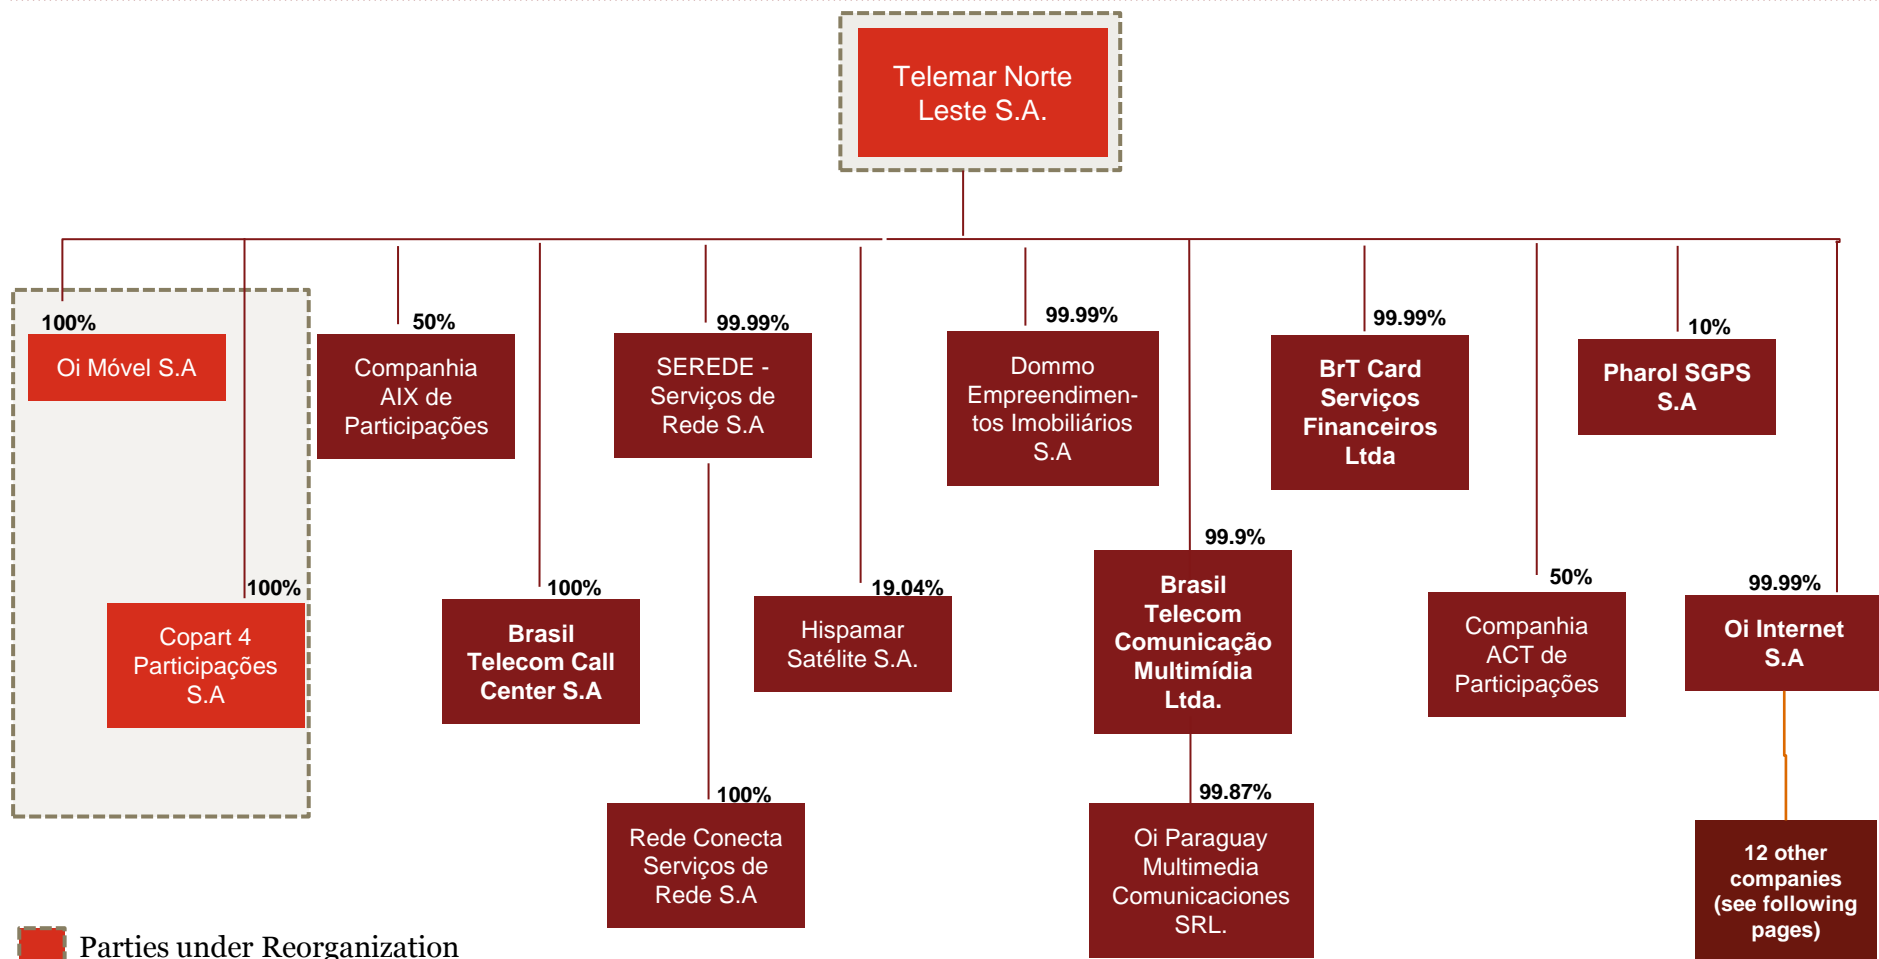 Telemar Norte
Leste S.A.
100%
Oi Móvel S.A
100%
Copart 4
Participações
S.A
50%
Companhia
AIX de
Participações
100%
Brasil
Telecom Call
Center S.A
99.99%
SEREDE -
Serviços de
Rede S.A
100%
Rede Conecta
Serviços de
Rede S.A
19.04%
Hispamar
Satélite S.A.
99.99%
Dommo
Empreendimen-
tos Imobiliários
S.A
99.9%
Brasil
Telecom
Comunicação
Multimídia
Ltda.
99.87%
Oi Paraguay
Multimedia
Comunicaciones
SRL.
99.99%
BrT Card
Serviços
Financeiros
Ltda
50%
Companhia
ACT de
Participações
10%
Pharol SGPS
S.A
99.99%
Oi Internet
S.A
12 other
companies
(see following
pages)
Parties under Reorganization